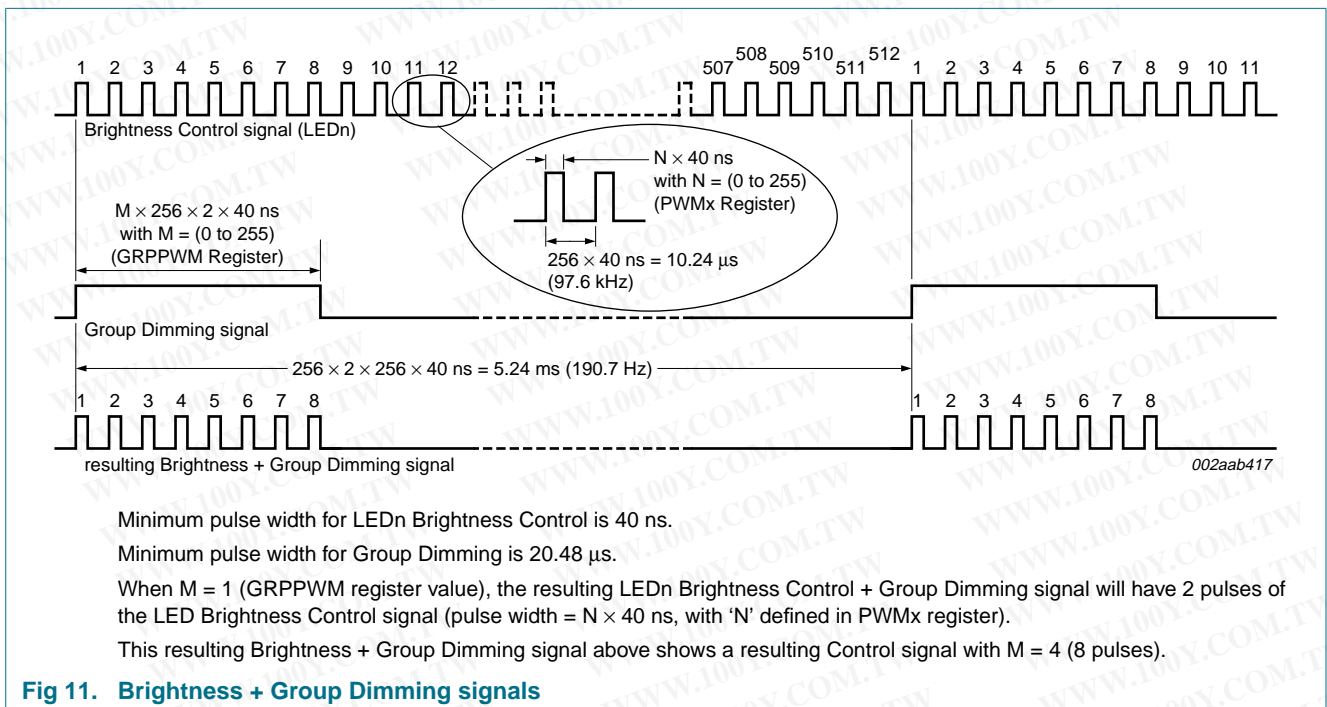 1 2 3 4 5 6 7 8 9 10 11 12 507 508 509 510 511 512 1 2 3 4 5 6 7 8 9 10 11
Brightness Control signal (LEDn)
N × 40 ns
with N = (0 to 255)
(PWMx Register)
256 × 40 ns = 10.24 μs
(97.6 kHz)
M × 256 × 2 × 40 ns
with M = (0 to 255)
(GRPPWM Register)
Group Dimming signal
256 × 2 × 256 × 40 ns = 5.24 ms (190.7 Hz)
1 2 3 4 5 6 7 8 1 2 3 4 5 6 7 8
resulting Brightness + Group Dimming signal
002aab417
Minimum pulse width for LEDn Brightness Control is 40 ns.
Minimum pulse width for Group Dimming is 20.48 μs.
When M = 1 (GRPPWM register value), the resulting LEDn Brightness Control + Group Dimming signal will have 2 pulses of
the LED Brightness Control signal (pulse width = N × 40 ns, with ‘N’ defined in PWMx register).
This resulting Brightness + Group Dimming signal above shows a resulting Control signal with M = 4 (8 pulses).
Fig 11. Brightness + Group Dimming signals
WWW.100Y.COM.TW